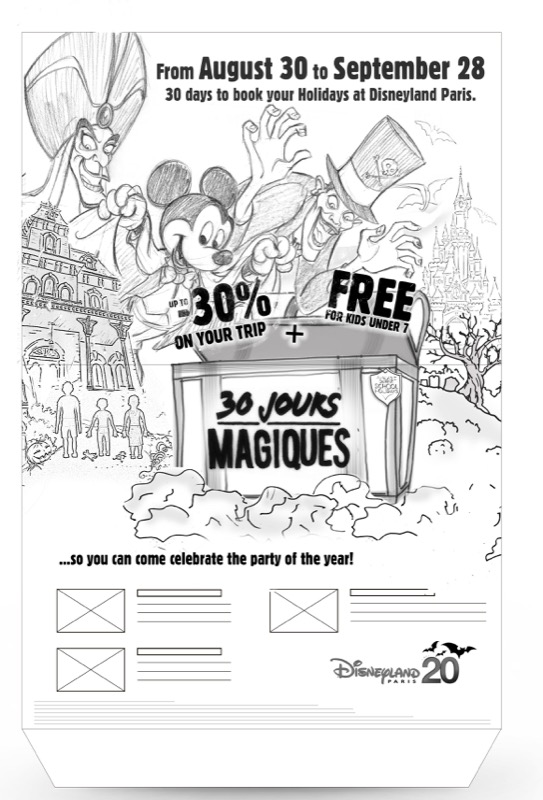 From August 30 to September 28
30 days to book your Holidays at Disneyland Paris.
UP TO
30%
ON YOUR TRIP
+
FREE
FOR KIDS UNDER 7
30 JOURS
MAGIQUES
...so you can come celebrate the party of the year!
DISNEYLAND
PARIS
20